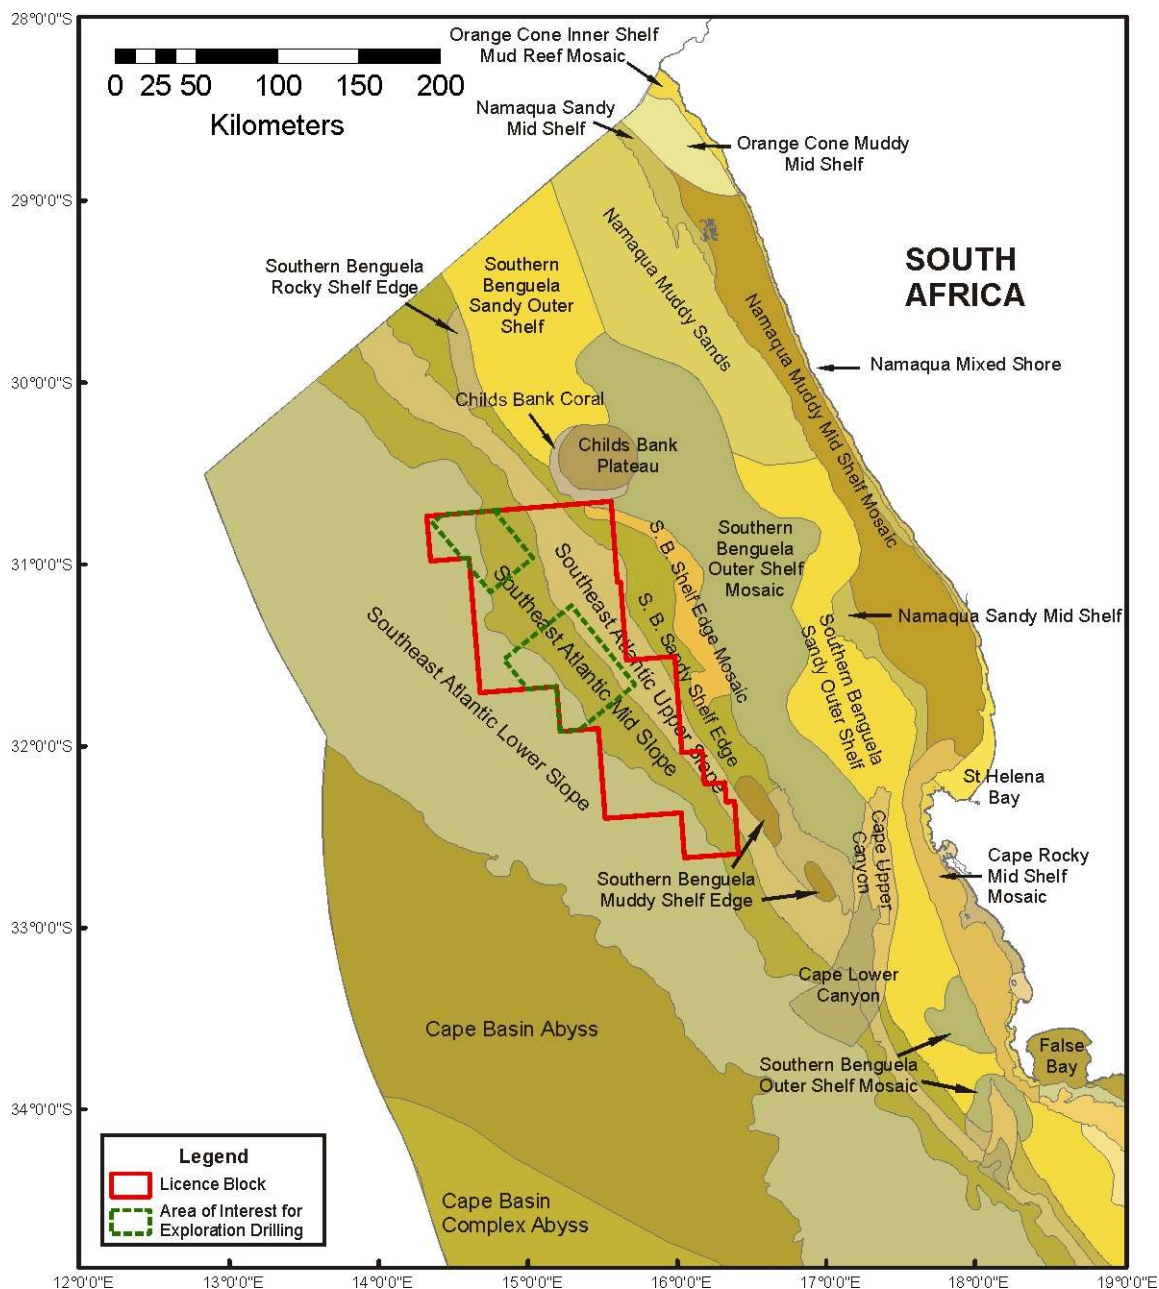 28°0'0"S
29°0'0"S
30°0'0"S
31°0'0"S
32°0'0"S
33°0'0"S
34°0'0"S
0 25 50 100 150 200
Kilometers
Orange Cone Inner Shelf
Mud Reef Mosaic
Namaqua Sandy
Mid Shelf
Orange Cone Muddy
Mid Shelf
Southern Benguela
Rocky Shelf Edge
Southern
Benguela
Sandy Outer
Shelf
Namaqua Muddy Sands
SOUTH
AFRICA
Namaqua Muddy Mid Shelf Mosaic
Namaqua Mixed Shore
Childs Bank Coral
Childs Bank
Plateau
Southern
Benguela
Outer Shelf
Mosaic
S. B. Shelf Edge Mosaic
S. B. Sandy Shelf Edge
Southeast Atlantic Upper Slope
Southeast Atlantic Mid Slope
Southeast Atlantic Lower Slope
Namaqua Sandy Mid Shelf
Southern Benguela
Sandy Outer Shelf
St Helena
Bay
Cape Rocky
Mid Shelf
Mosaic
Cape Upper
Canyon
Southern Benguela
Muddy Shelf Edge
Cape Lower
Canyon
Cape Basin Abyss
Southern Benguela
Outer Shelf Mosaic
False
Bay
Cape Basin
Complex Abyss
Legend
Licence Block
Area of Interest for
Exploration Drilling
12°0'0"E 13°0'0"E 14°0'0"E 15°0'0"E 16°0'0"E 17°0'0"E 18°0'0"E 19°0'0"E